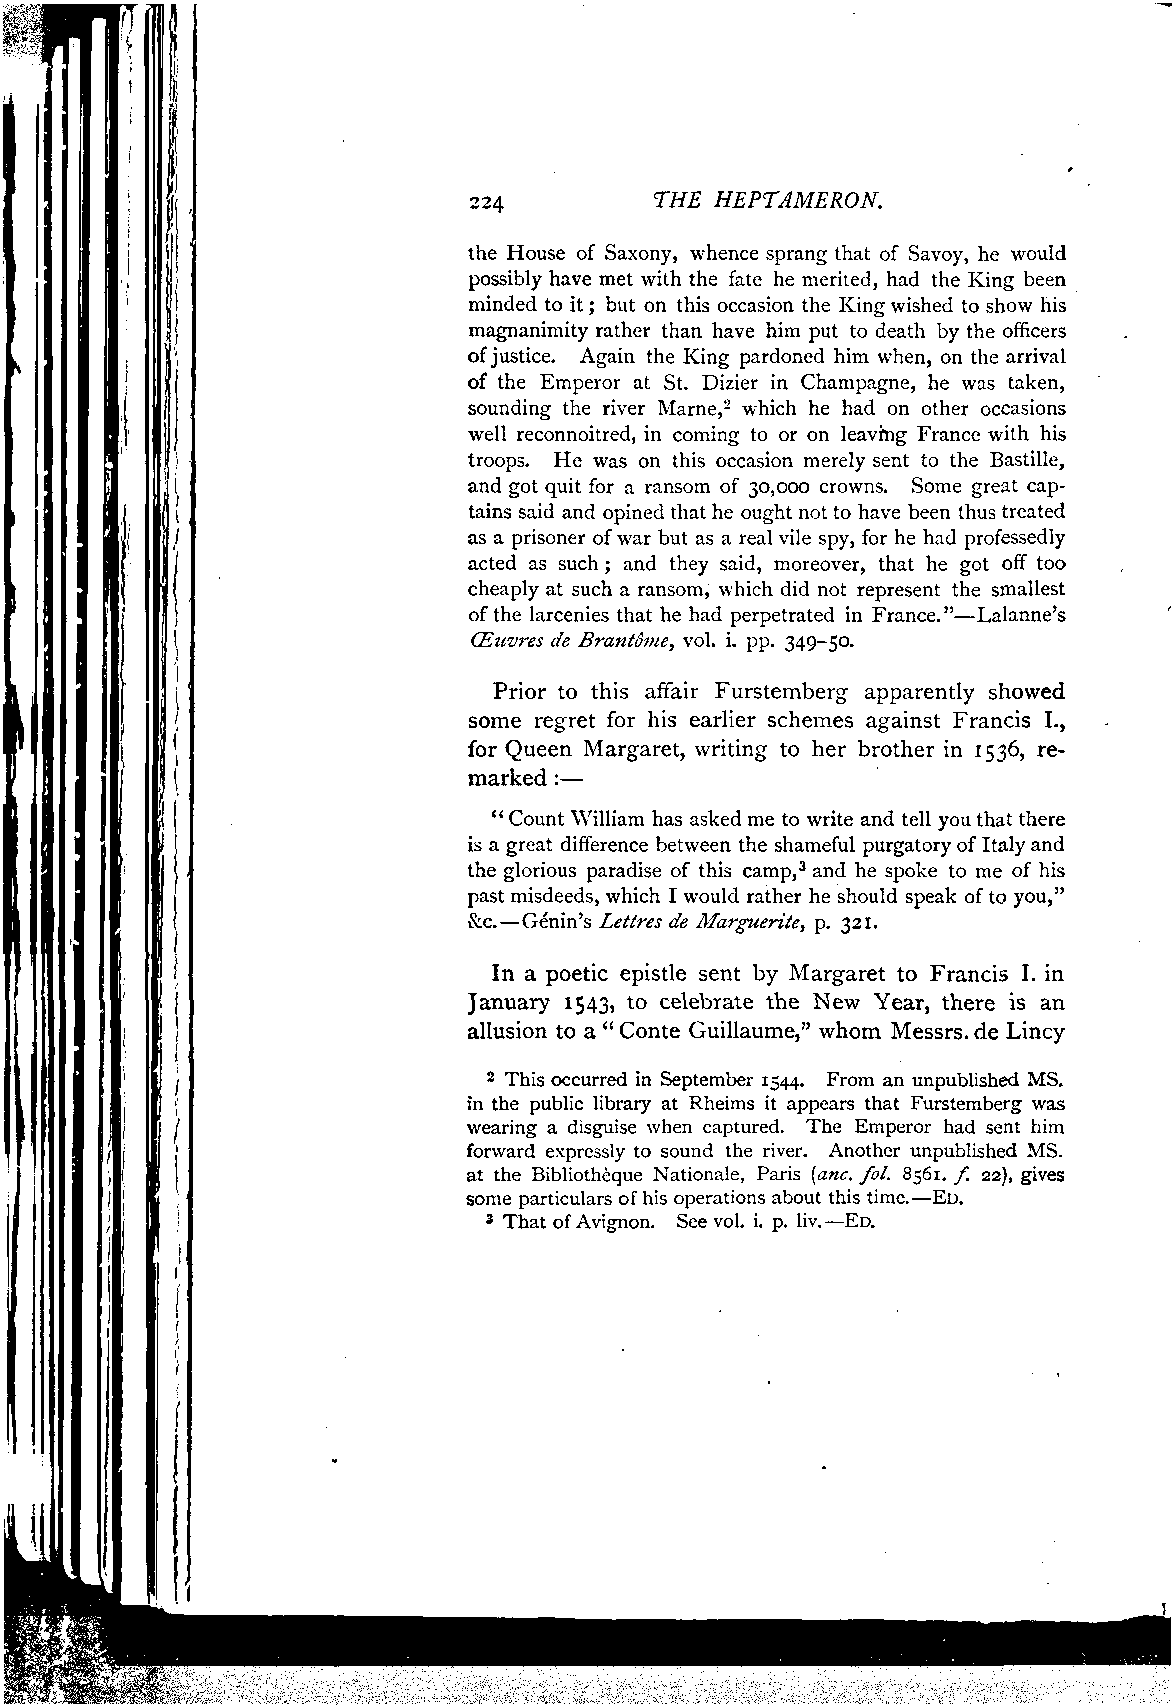 224 THE HEPTAMERON.
the House of Saxony, whence sprang that of Savoy, he would
possibly have met with the fate he merited, had the King been
minded to it; but on this occasion the King wished to show his
magnanimity rather than have him put to death by the officers
of justice. Again the King pardoned him when, on the arrival
of the Emperor at St. Dizier in Champagne, he was taken,
sounding the river Marne,² which he had on other occasions
well reconnoitred, in coming to or on leaving France with his
troops. He was on this occasion merely sent to the Bastille,
and got quit for a ransom of 30,000 crowns. Some great cap-
tains said and opined that he ought not to have been thus treated
as a prisoner of war but as a real vile spy, for he had professedly
acted as such; and they said, moreover, that he got off too
cheaply at such a ransom, which did not represent the smallest
of the larcenies that he had perpetrated in France."—Lalanne's
Œuvres de Brantôme, vol. i. pp. 349-50.
Prior to this affair Furstemberg apparently showed
some regret for his earlier schemes against Francis I.,
for Queen Margaret, writing to her brother in 1536, re-
marked :—
"Count William has asked me to write and tell you that there
is a great difference between the shameful purgatory of Italy and
the glorious paradise of this camp,³ and he spoke to me of his
past misdeeds, which I would rather he should speak of to you,"
&c.—Génin's Lettres de Marguerite, p. 321.
In a poetic epistle sent by Margaret to Francis I. in
January 1543, to celebrate the New Year, there is an
allusion to a "Conte Guillaume," whom Messrs. de Lincy
² This occurred in September 1544. From an unpublished MS.
in the public library at Rheims it appears that Furstemberg was
wearing a disguise when captured. The Emperor had sent him
forward expressly to sound the river. Another unpublished MS.
at the Bibliothèque Nationale, Paris (anc. fol. 8561. f. 22), gives
some particulars of his operations about this time.—ED.
³ That of Avignon. See vol. i. p. liv.—ED.